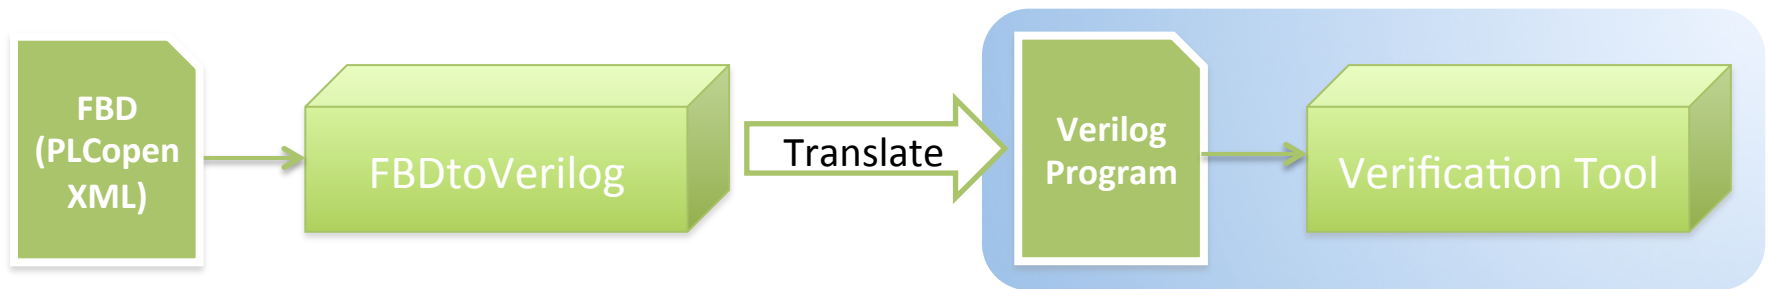 FBD
(PLCopen
XML)
FBDtoVerilog
Translate
Verilog
Program
Verification Tool